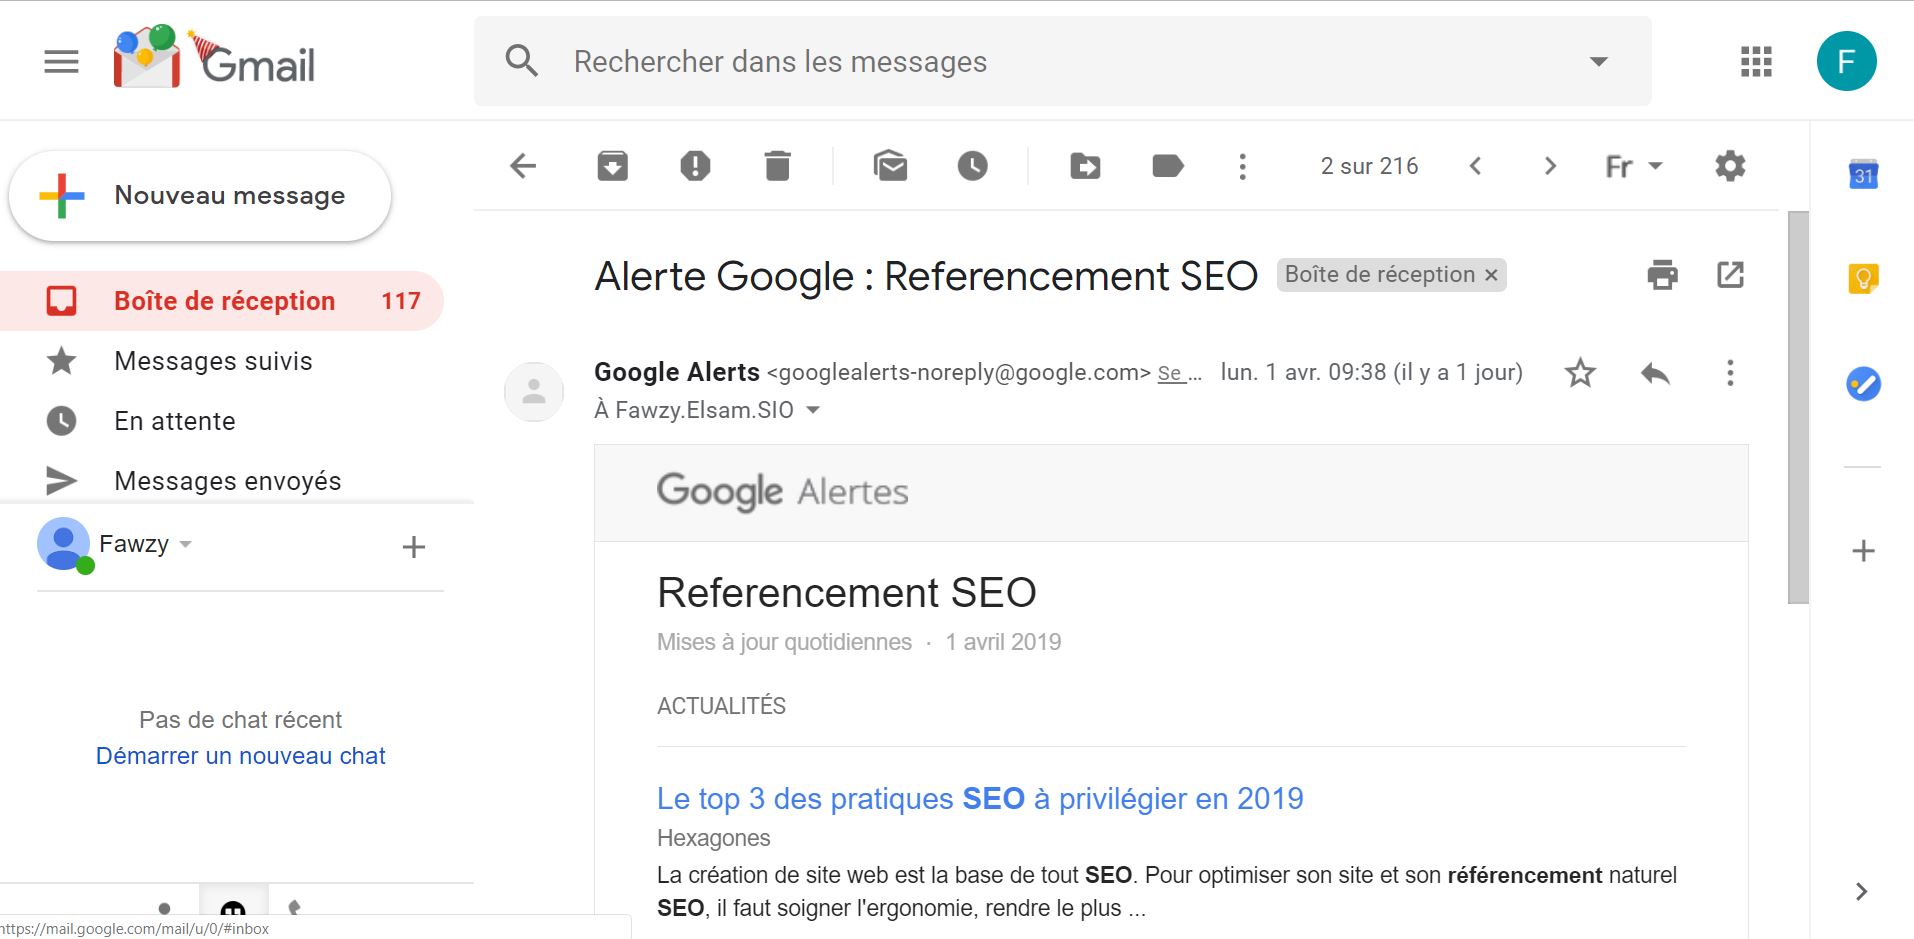 Gmail
Rechercher dans les messages
F
Nouveau message
2 sur 216
Fr
31
Boîte de réception 117
Messages suivis
En attente
Messages envoyés
Fawzy
Pas de chat récent
Démarrer un nouveau chat
Alerte Google : Referencement SEO
Boîte de réception ×
Google Alerts <googlealerts-noreply@google.com> Se ... lun. 1 avr. 09:38 (il y a 1 jour)
À Fawzy.Elsam.SIO
Google Alertes
Referencement SEO
Mises à jour quotidiennes · 1 avril 2019
ACTUALITÉS
Le top 3 des pratiques SEO à privilégier en 2019
Hexagones
La création de site web est la base de tout SEO. Pour optimiser son site et son référencement naturel
SEO, il faut soigner l'ergonomie, rendre le plus ...
https://mail.google.com/mail/u/0/#inbox